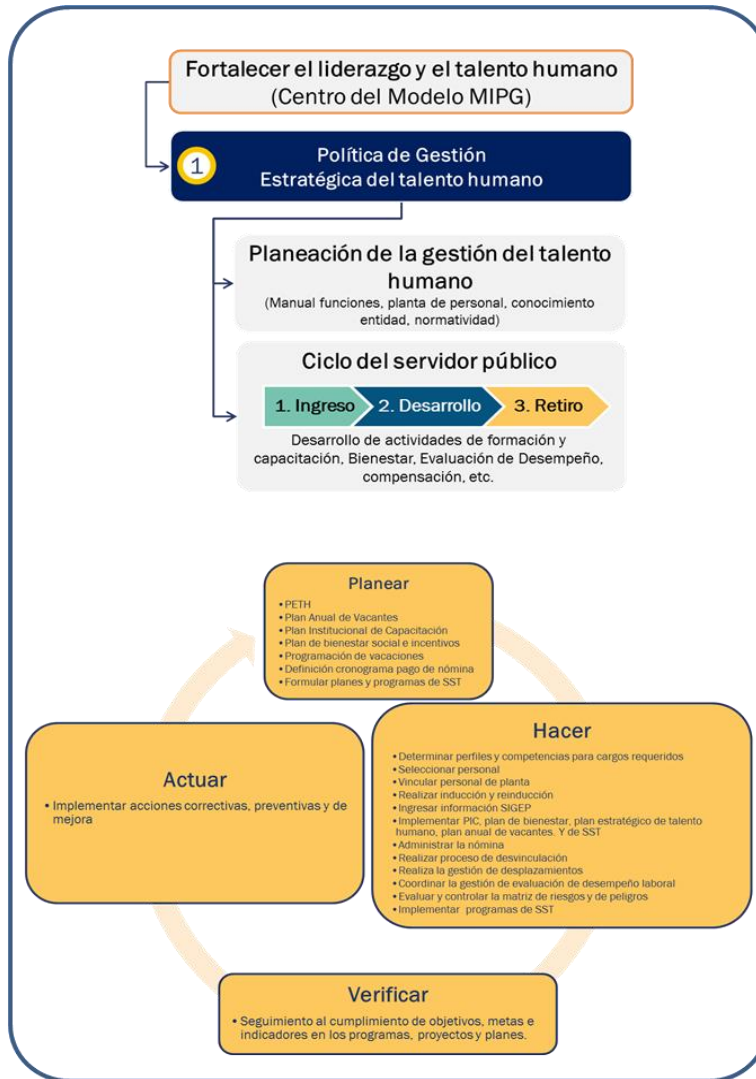 Fortalecer el liderazgo y el talento humano
(Centro del Modelo MIPG)
1
Política de Gestión
Estratégica del talento humano
Planeación de la gestión del talento
humano
(Manual funciones, planta de personal, conocimiento
entidad, normatividad)
Ciclo del servidor público
1. Ingreso
2. Desarrollo
3. Retiro
Desarrollo de actividades de formación y
capacitación, Bienestar, Evaluación de Desempeño,
compensación, etc.
Planear
• PETH
• Plan Anual de Vacantes
• Plan Institucional de Capacitación
• Plan de bienestar social e incentivos
• Programación de vacaciones
• Definición cronograma pago de nómina
• Formular planes y programas de SST
Hacer
• Determinar perfiles y competencias para cargos requeridos
• Seleccionar personal
• Vincular personal de planta
• Realizar inducción y reinducción
• Ingresar información SIGEP
• Implementar PIC, plan de bienestar, plan estratégico de talento
humano, plan anual de vacantes. Y de SST
• Administrar la nómina
• Realizar proceso de desvinculación
• Realiza la gestión de desplazamientos
• Coordinar la gestión de evaluación de desempeño laboral
• Evaluar y controlar la matriz de riesgos y de peligros
• Implementar programas de SST
Actuar
• Implementar acciones correctivas, preventivas y de
mejora
Verificar
• Seguimiento al cumplimiento de objetivos, metas e
indicadores en los programas, proyectos y planes.